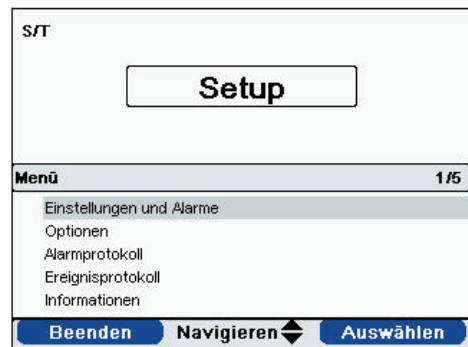 S/T
Setup
Menü 1/5
Einstellungen und Alarme
Optionen
Alarmprotokoll
Ereignisprotokoll
Informationen
Beenden Navigieren Auswählen